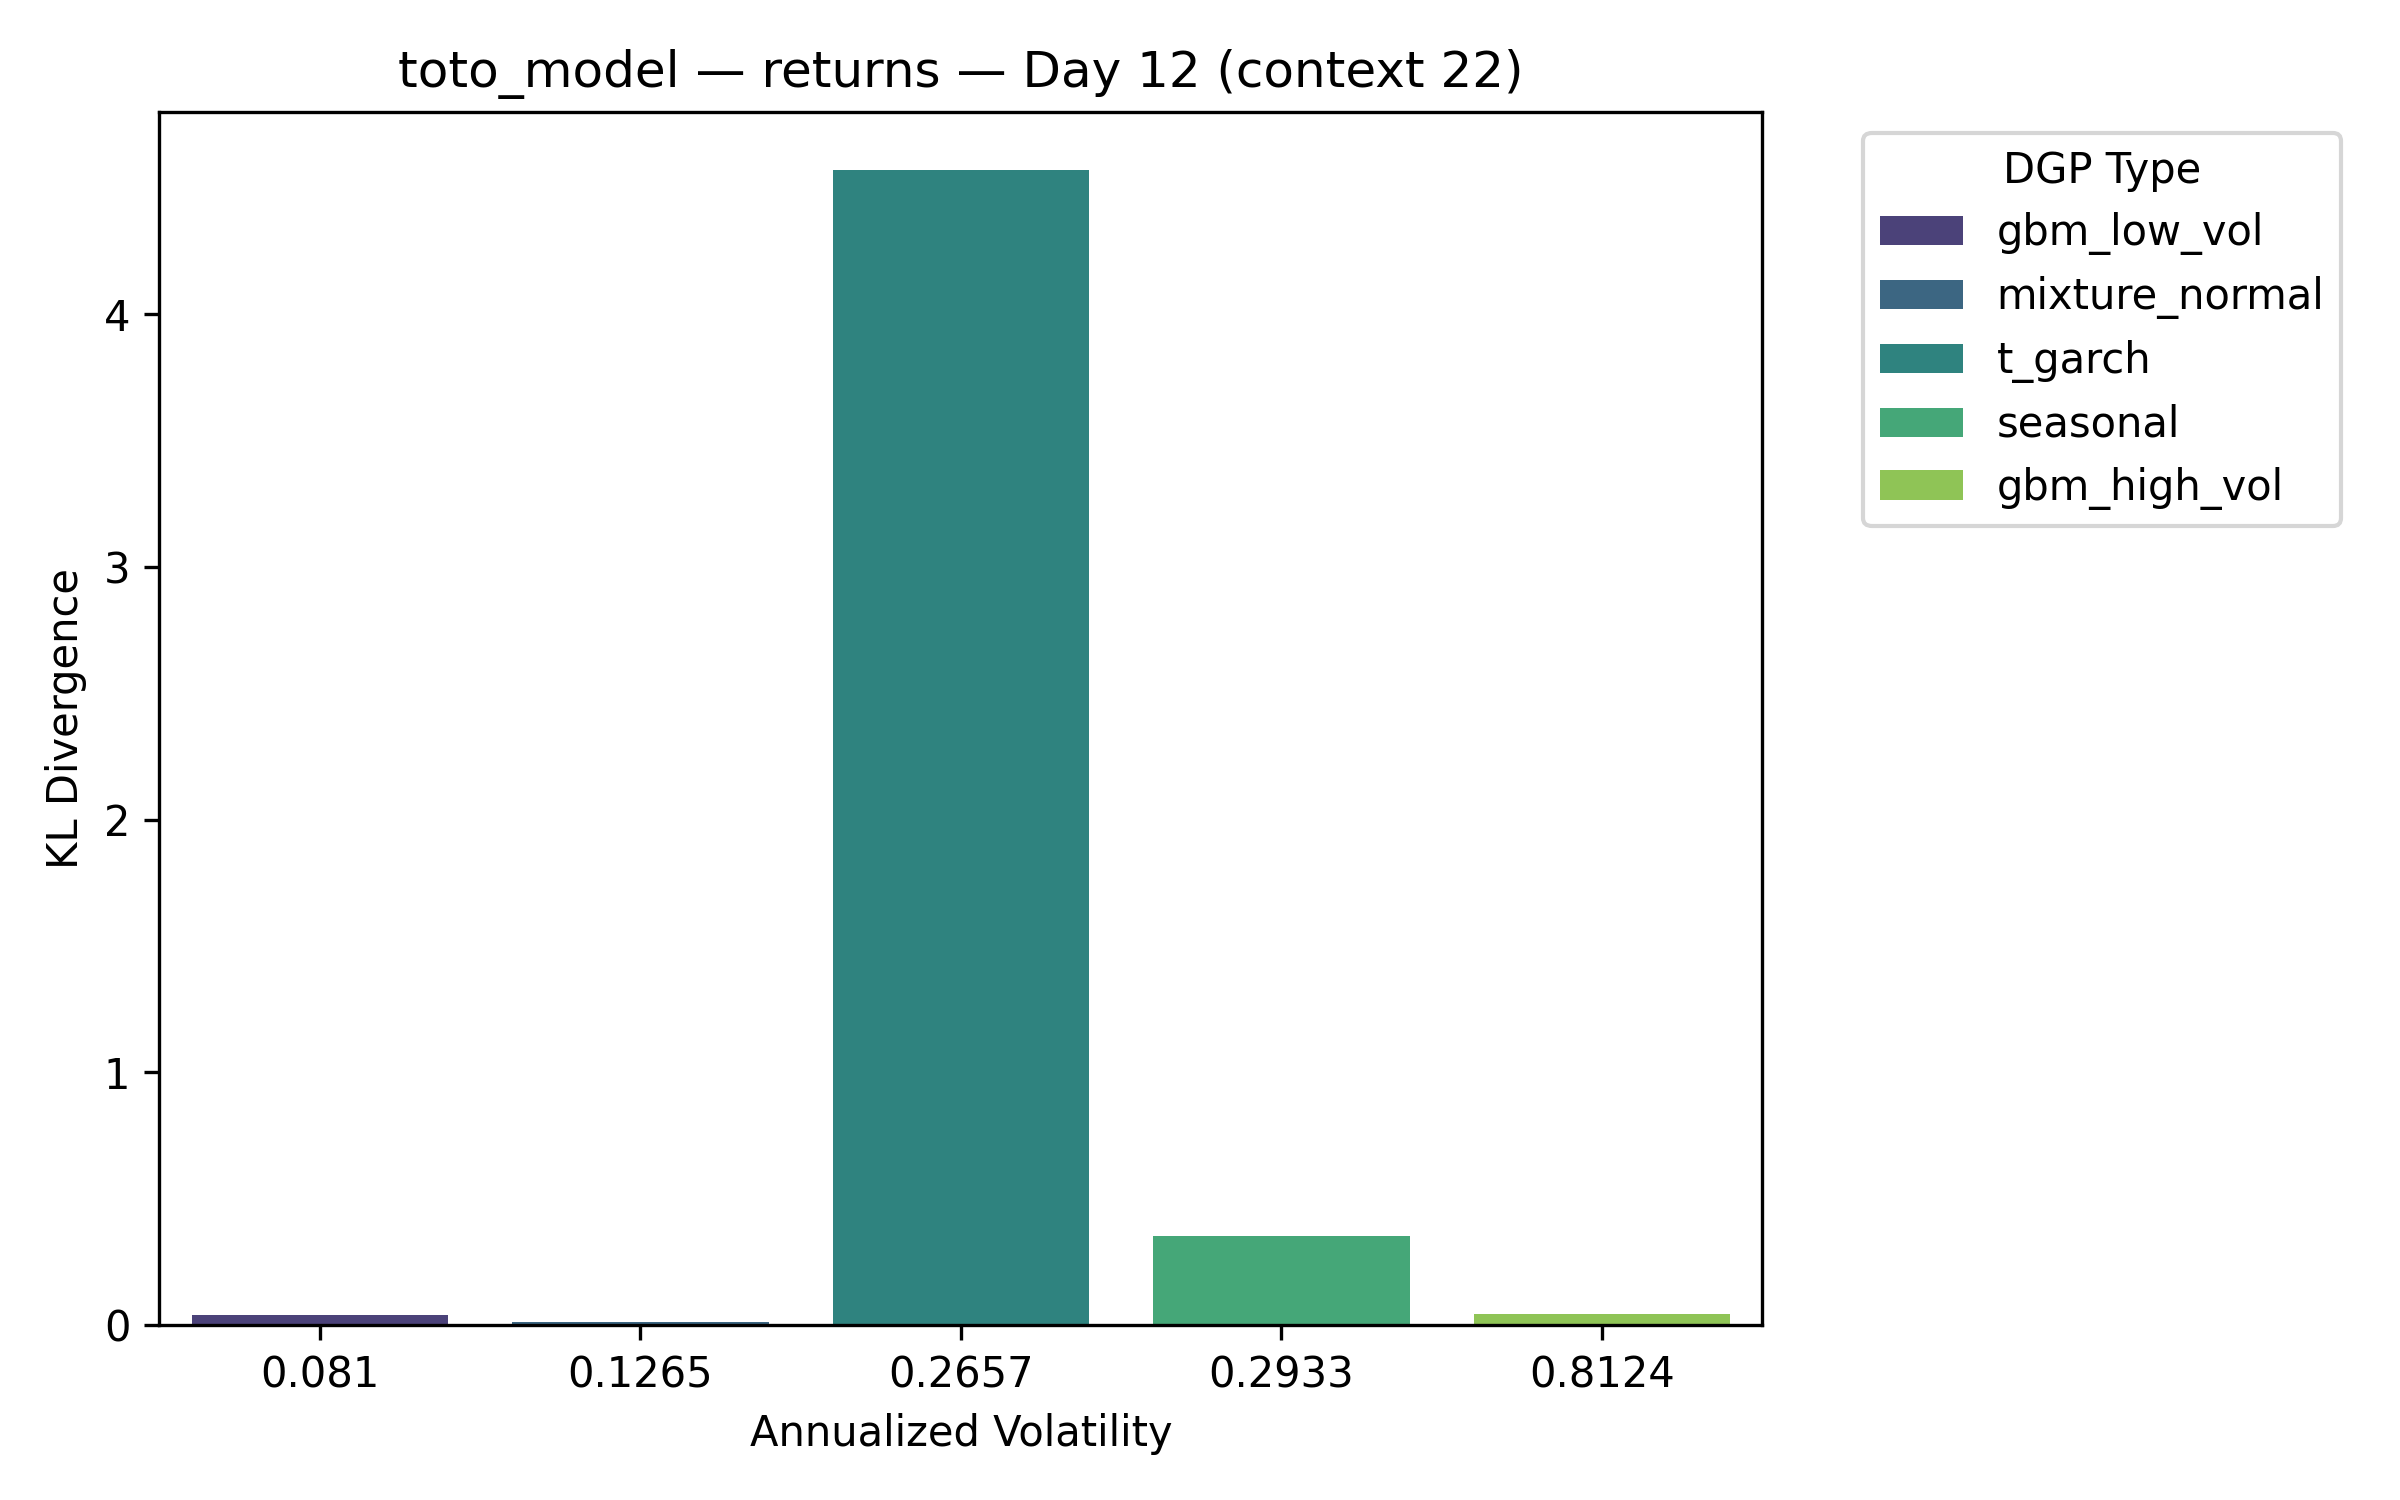 toto_model — returns — Day 12 (context 22)
KL Divergence
4
3
2
1
0
0.081
0.1265
0.2657
0.2933
0.8124
Annualized Volatility
DGP Type
gbm_low_vol
mixture_normal
t_garch
seasonal
gbm_high_vol